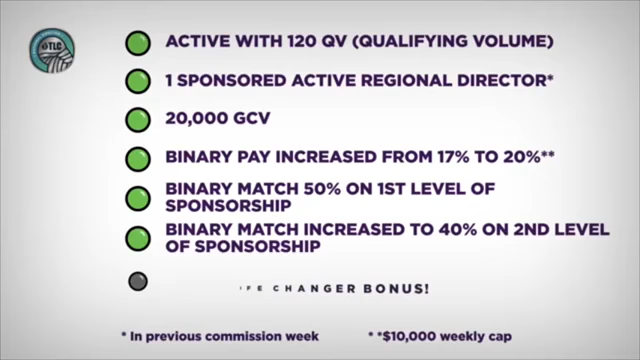 TLC
ACTIVE WITH 120 QV (QUALIFYING VOLUME)
1 SPONSORED ACTIVE REGIONAL DIRECTOR*
20,000 GCV
BINARY PAY INCREASED FROM 17% TO 20%**
BINARY MATCH 50% ON 1ST LEVEL OF
SPONSORSHIP
BINARY MATCH INCREASED TO 40% ON 2ND LEVEL
OF SPONSORSHIP
CHANGER BONUS!
* In previous commission week
* *$10,000 weekly cap